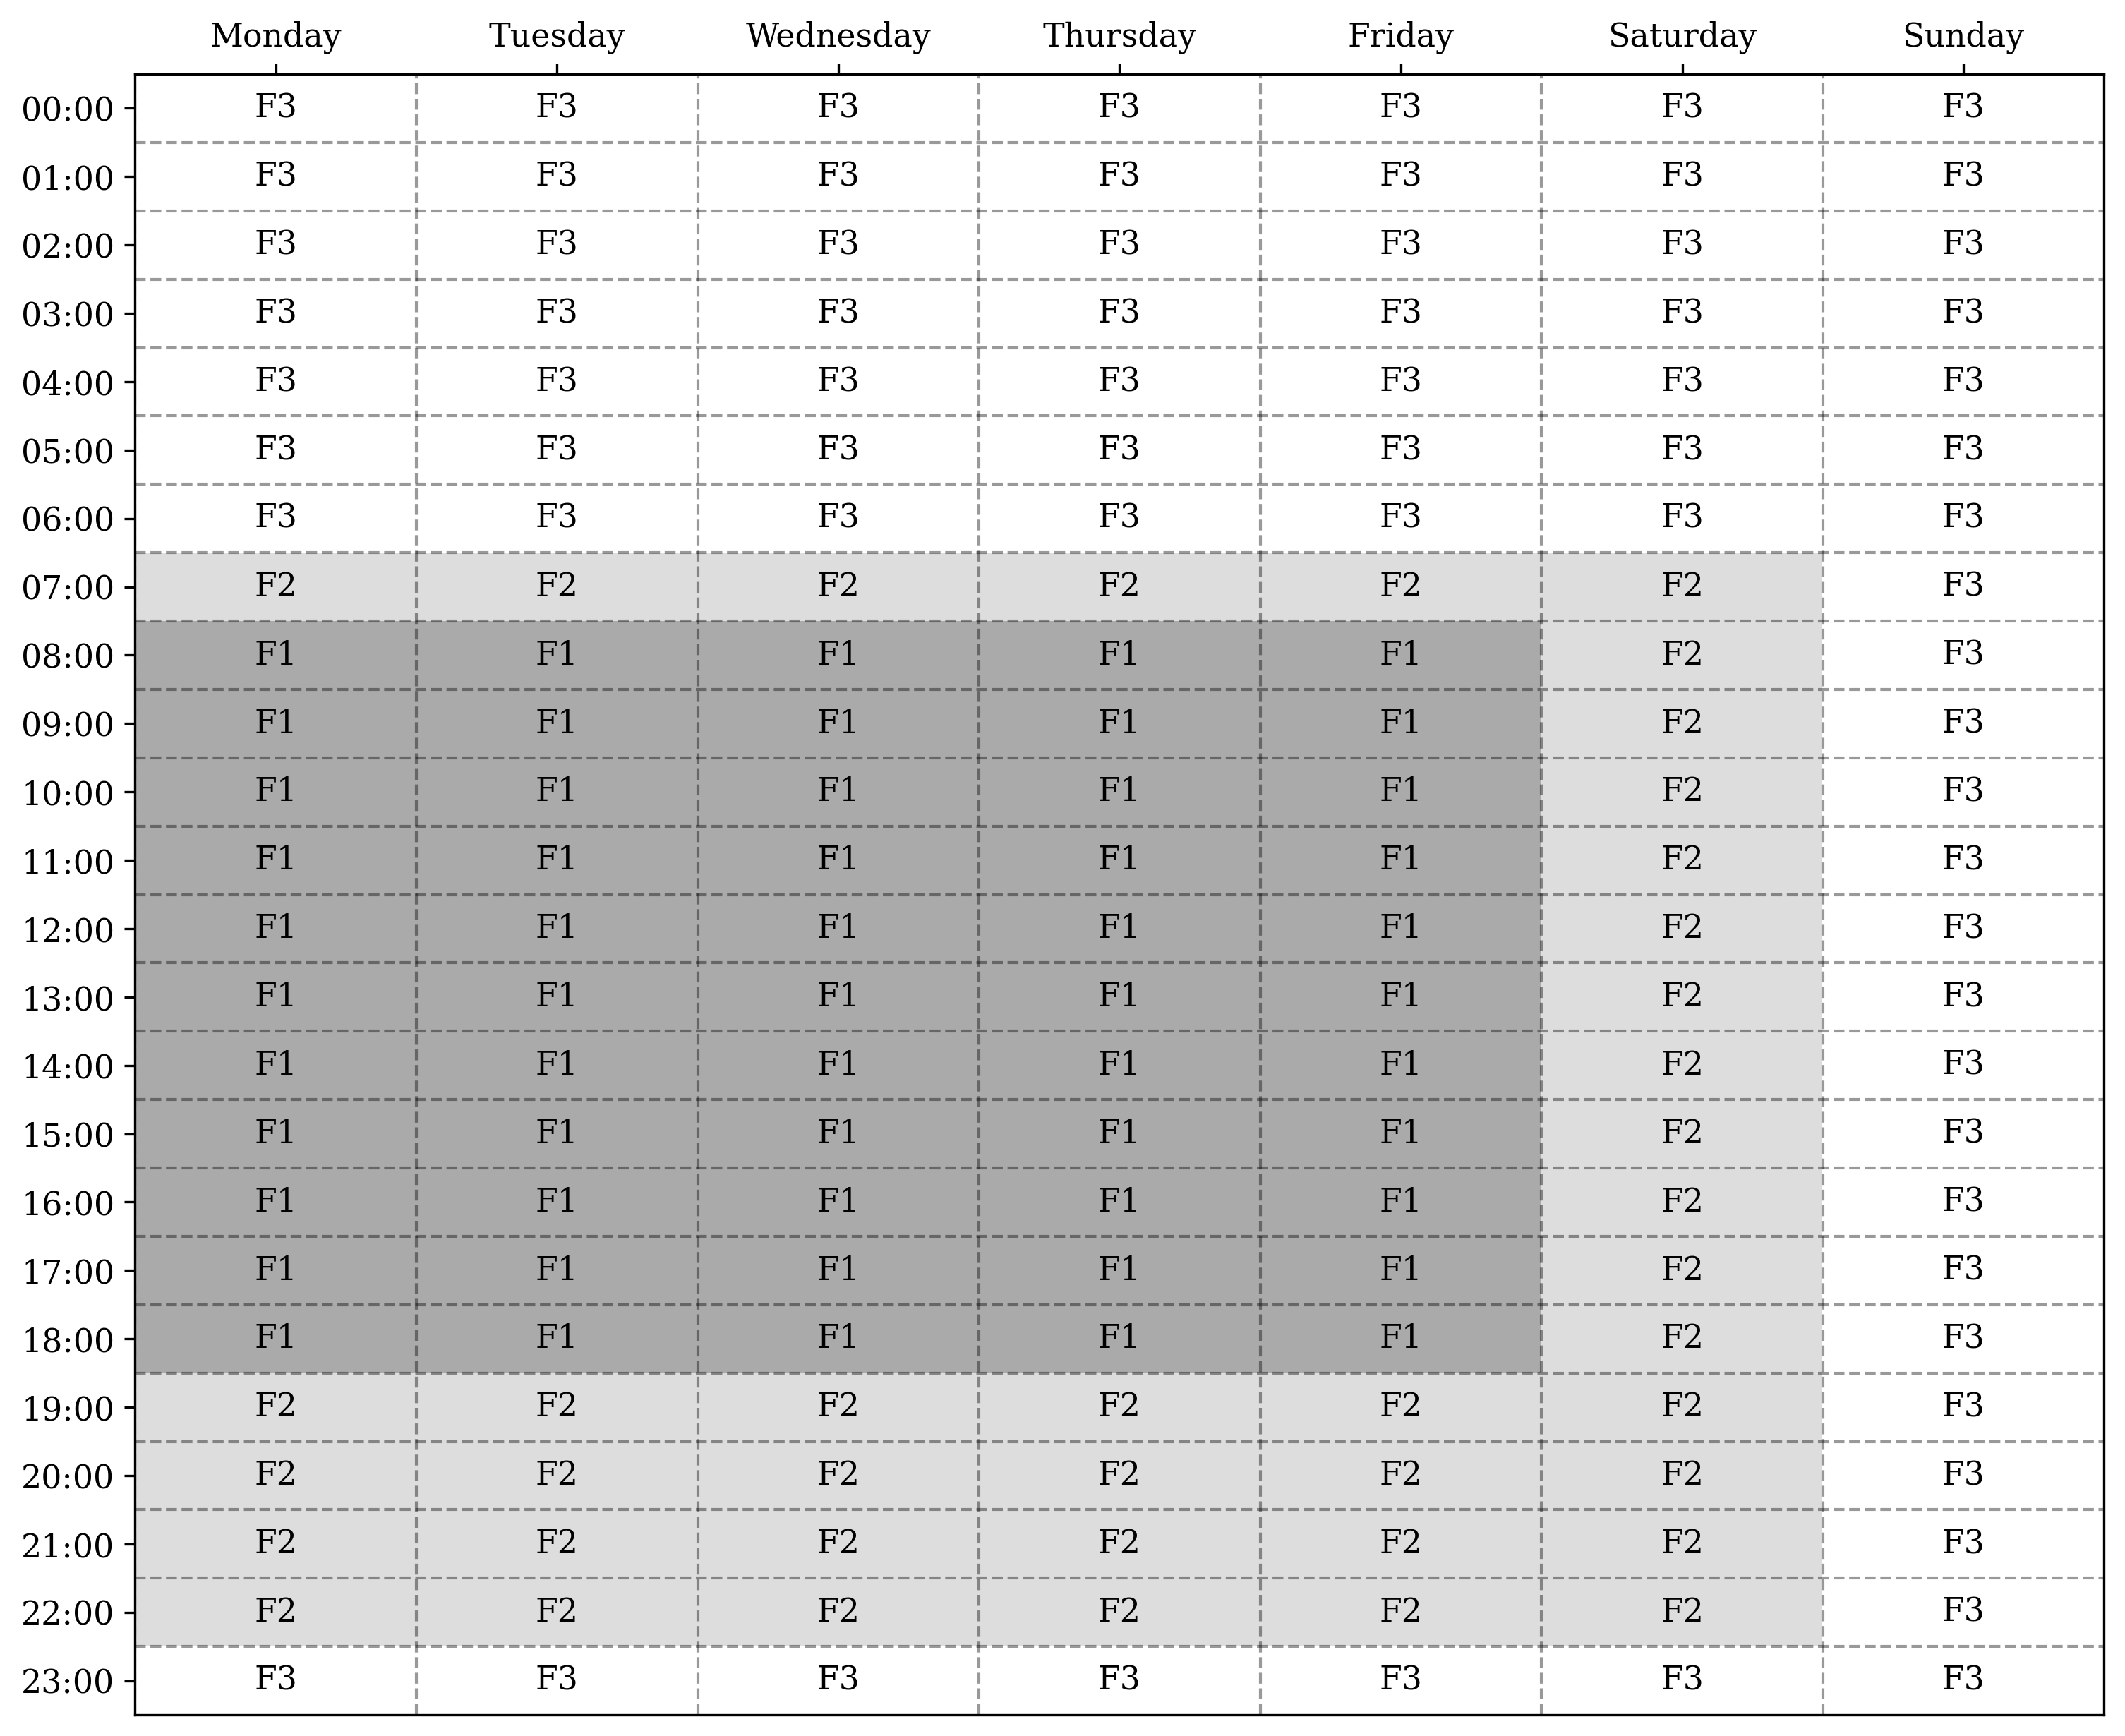 Monday Tuesday Wednesday Thursday Friday Saturday Sunday
00:00 F3 F3 F3 F3 F3 F3 F3
01:00 F3 F3 F3 F3 F3 F3 F3
02:00 F3 F3 F3 F3 F3 F3 F3
03:00 F3 F3 F3 F3 F3 F3 F3
04:00 F3 F3 F3 F3 F3 F3 F3
05:00 F3 F3 F3 F3 F3 F3 F3
06:00 F3 F3 F3 F3 F3 F3 F3
07:00 F2 F2 F2 F2 F2 F2 F3
08:00 F1 F1 F1 F1 F1 F2 F3
09:00 F1 F1 F1 F1 F1 F2 F3
10:00 F1 F1 F1 F1 F1 F2 F3
11:00 F1 F1 F1 F1 F1 F2 F3
12:00 F1 F1 F1 F1 F1 F2 F3
13:00 F1 F1 F1 F1 F1 F2 F3
14:00 F1 F1 F1 F1 F1 F2 F3
15:00 F1 F1 F1 F1 F1 F2 F3
16:00 F1 F1 F1 F1 F1 F2 F3
17:00 F1 F1 F1 F1 F1 F2 F3
18:00 F1 F1 F1 F1 F1 F2 F3
19:00 F2 F2 F2 F2 F2 F2 F3
20:00 F2 F2 F2 F2 F2 F2 F3
21:00 F2 F2 F2 F2 F2 F2 F3
22:00 F2 F2 F2 F2 F2 F2 F3
23:00 F3 F3 F3 F3 F3 F3 F3